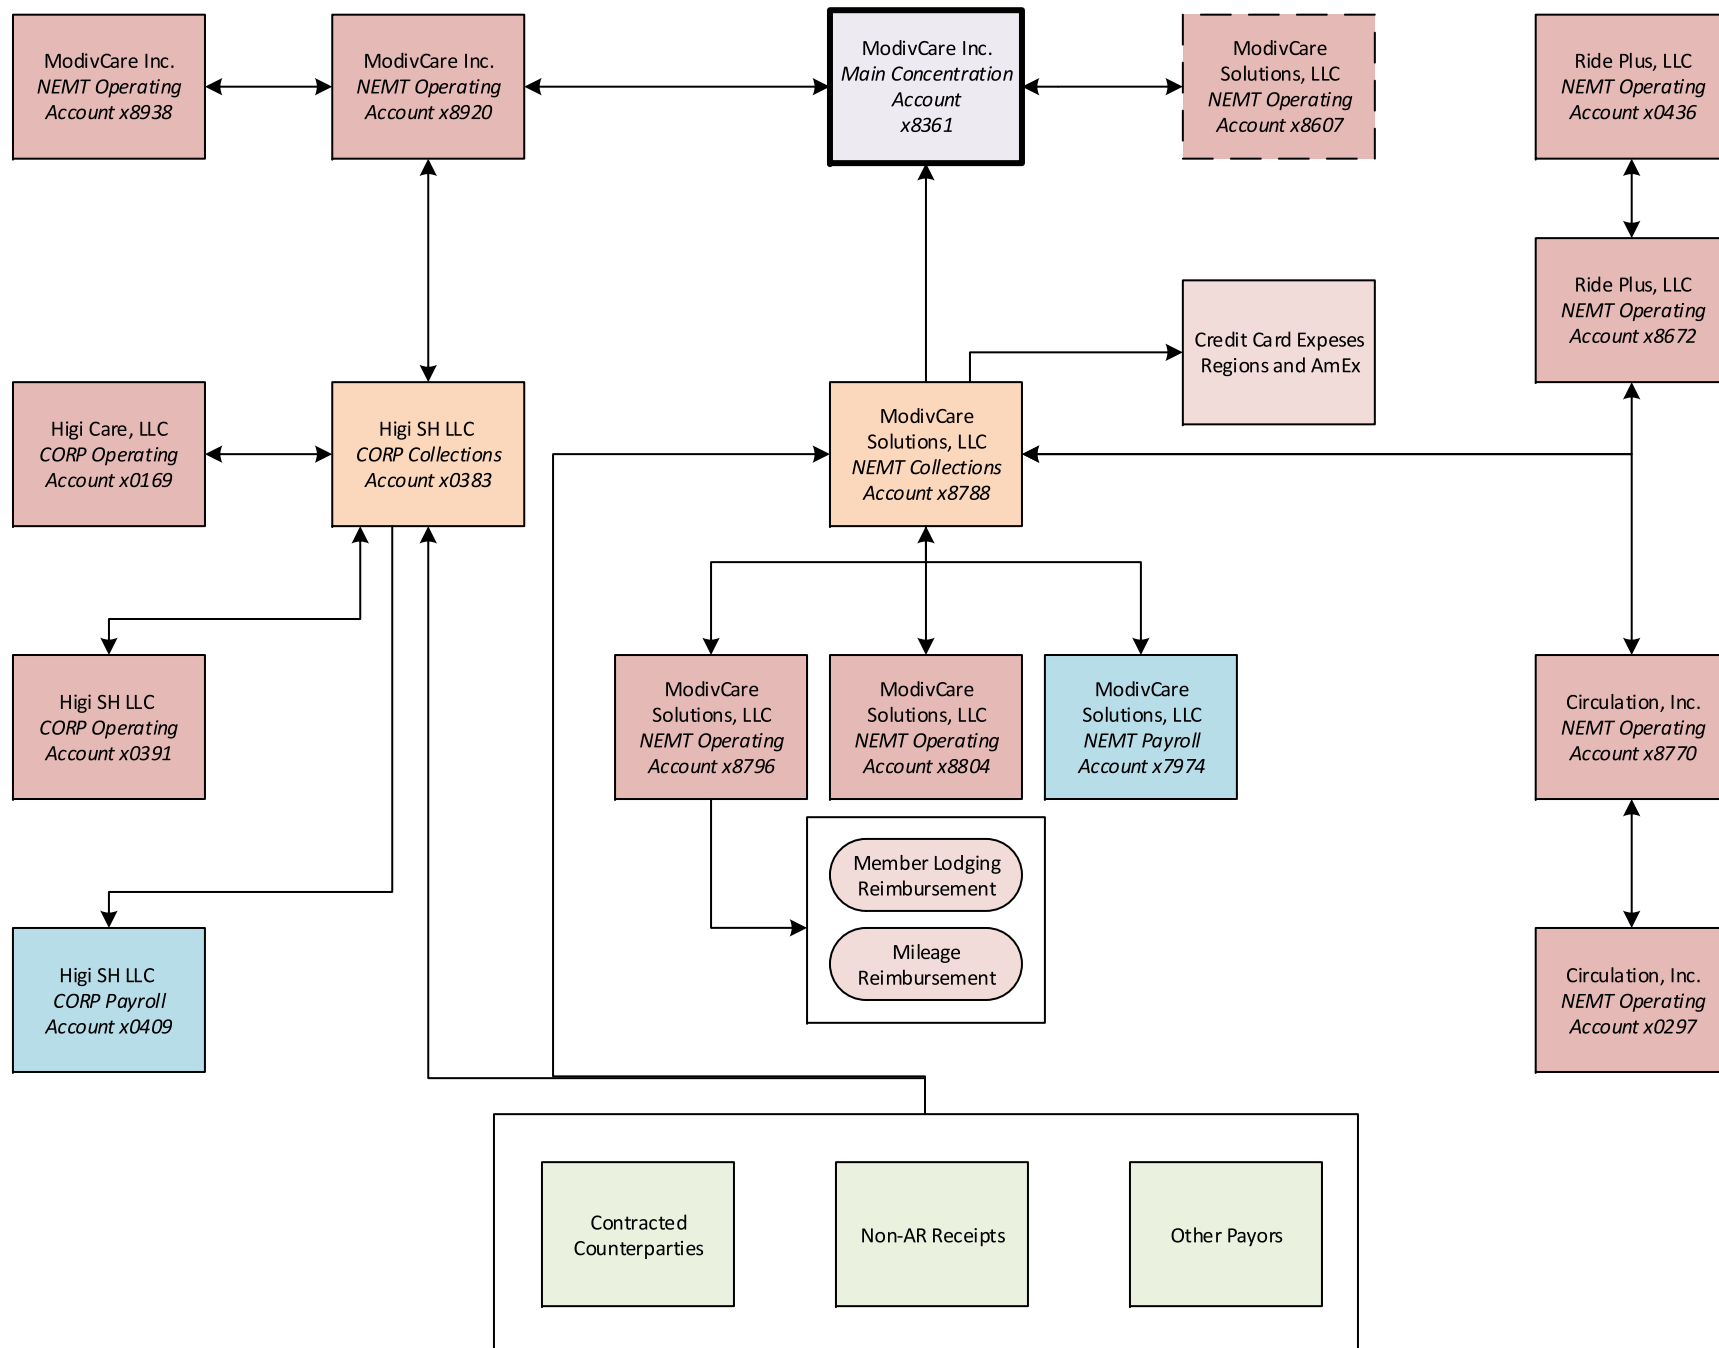 ModivCare Inc.
NEMT Operating
Account x8938
ModivCare Inc.
NEMT Operating
Account x8920
ModivCare Inc.
Main Concentration
Account
x8361
ModivCare
Solutions, LLC
NEMT Operating
Account x8607
Ride Plus, LLC
NEMT Operating
Account x0436
Ride Plus, LLC
NEMT Operating
Account x8672
Credit Card Expeses
Regions and AmEx
Higi Care, LLC
CORP Operating
Account x0169
Higi SH LLC
CORP Collections
Account x0383
ModivCare
Solutions, LLC
NEMT Collections
Account x8788
Higi SH LLC
CORP Operating
Account x0391
ModivCare
Solutions, LLC
NEMT Operating
Account x8796
ModivCare
Solutions, LLC
NEMT Operating
Account x8804
ModivCare
Solutions, LLC
NEMT Payroll
Account x7974
Circulation, Inc.
NEMT Operating
Account x8770
Member Lodging
Reimbursement
Mileage
Reimbursement
Higi SH LLC
CORP Payroll
Account x0409
Circulation, Inc.
NEMT Operating
Account x0297
Contracted
Counterparties
Non-AR Receipts
Other Payors